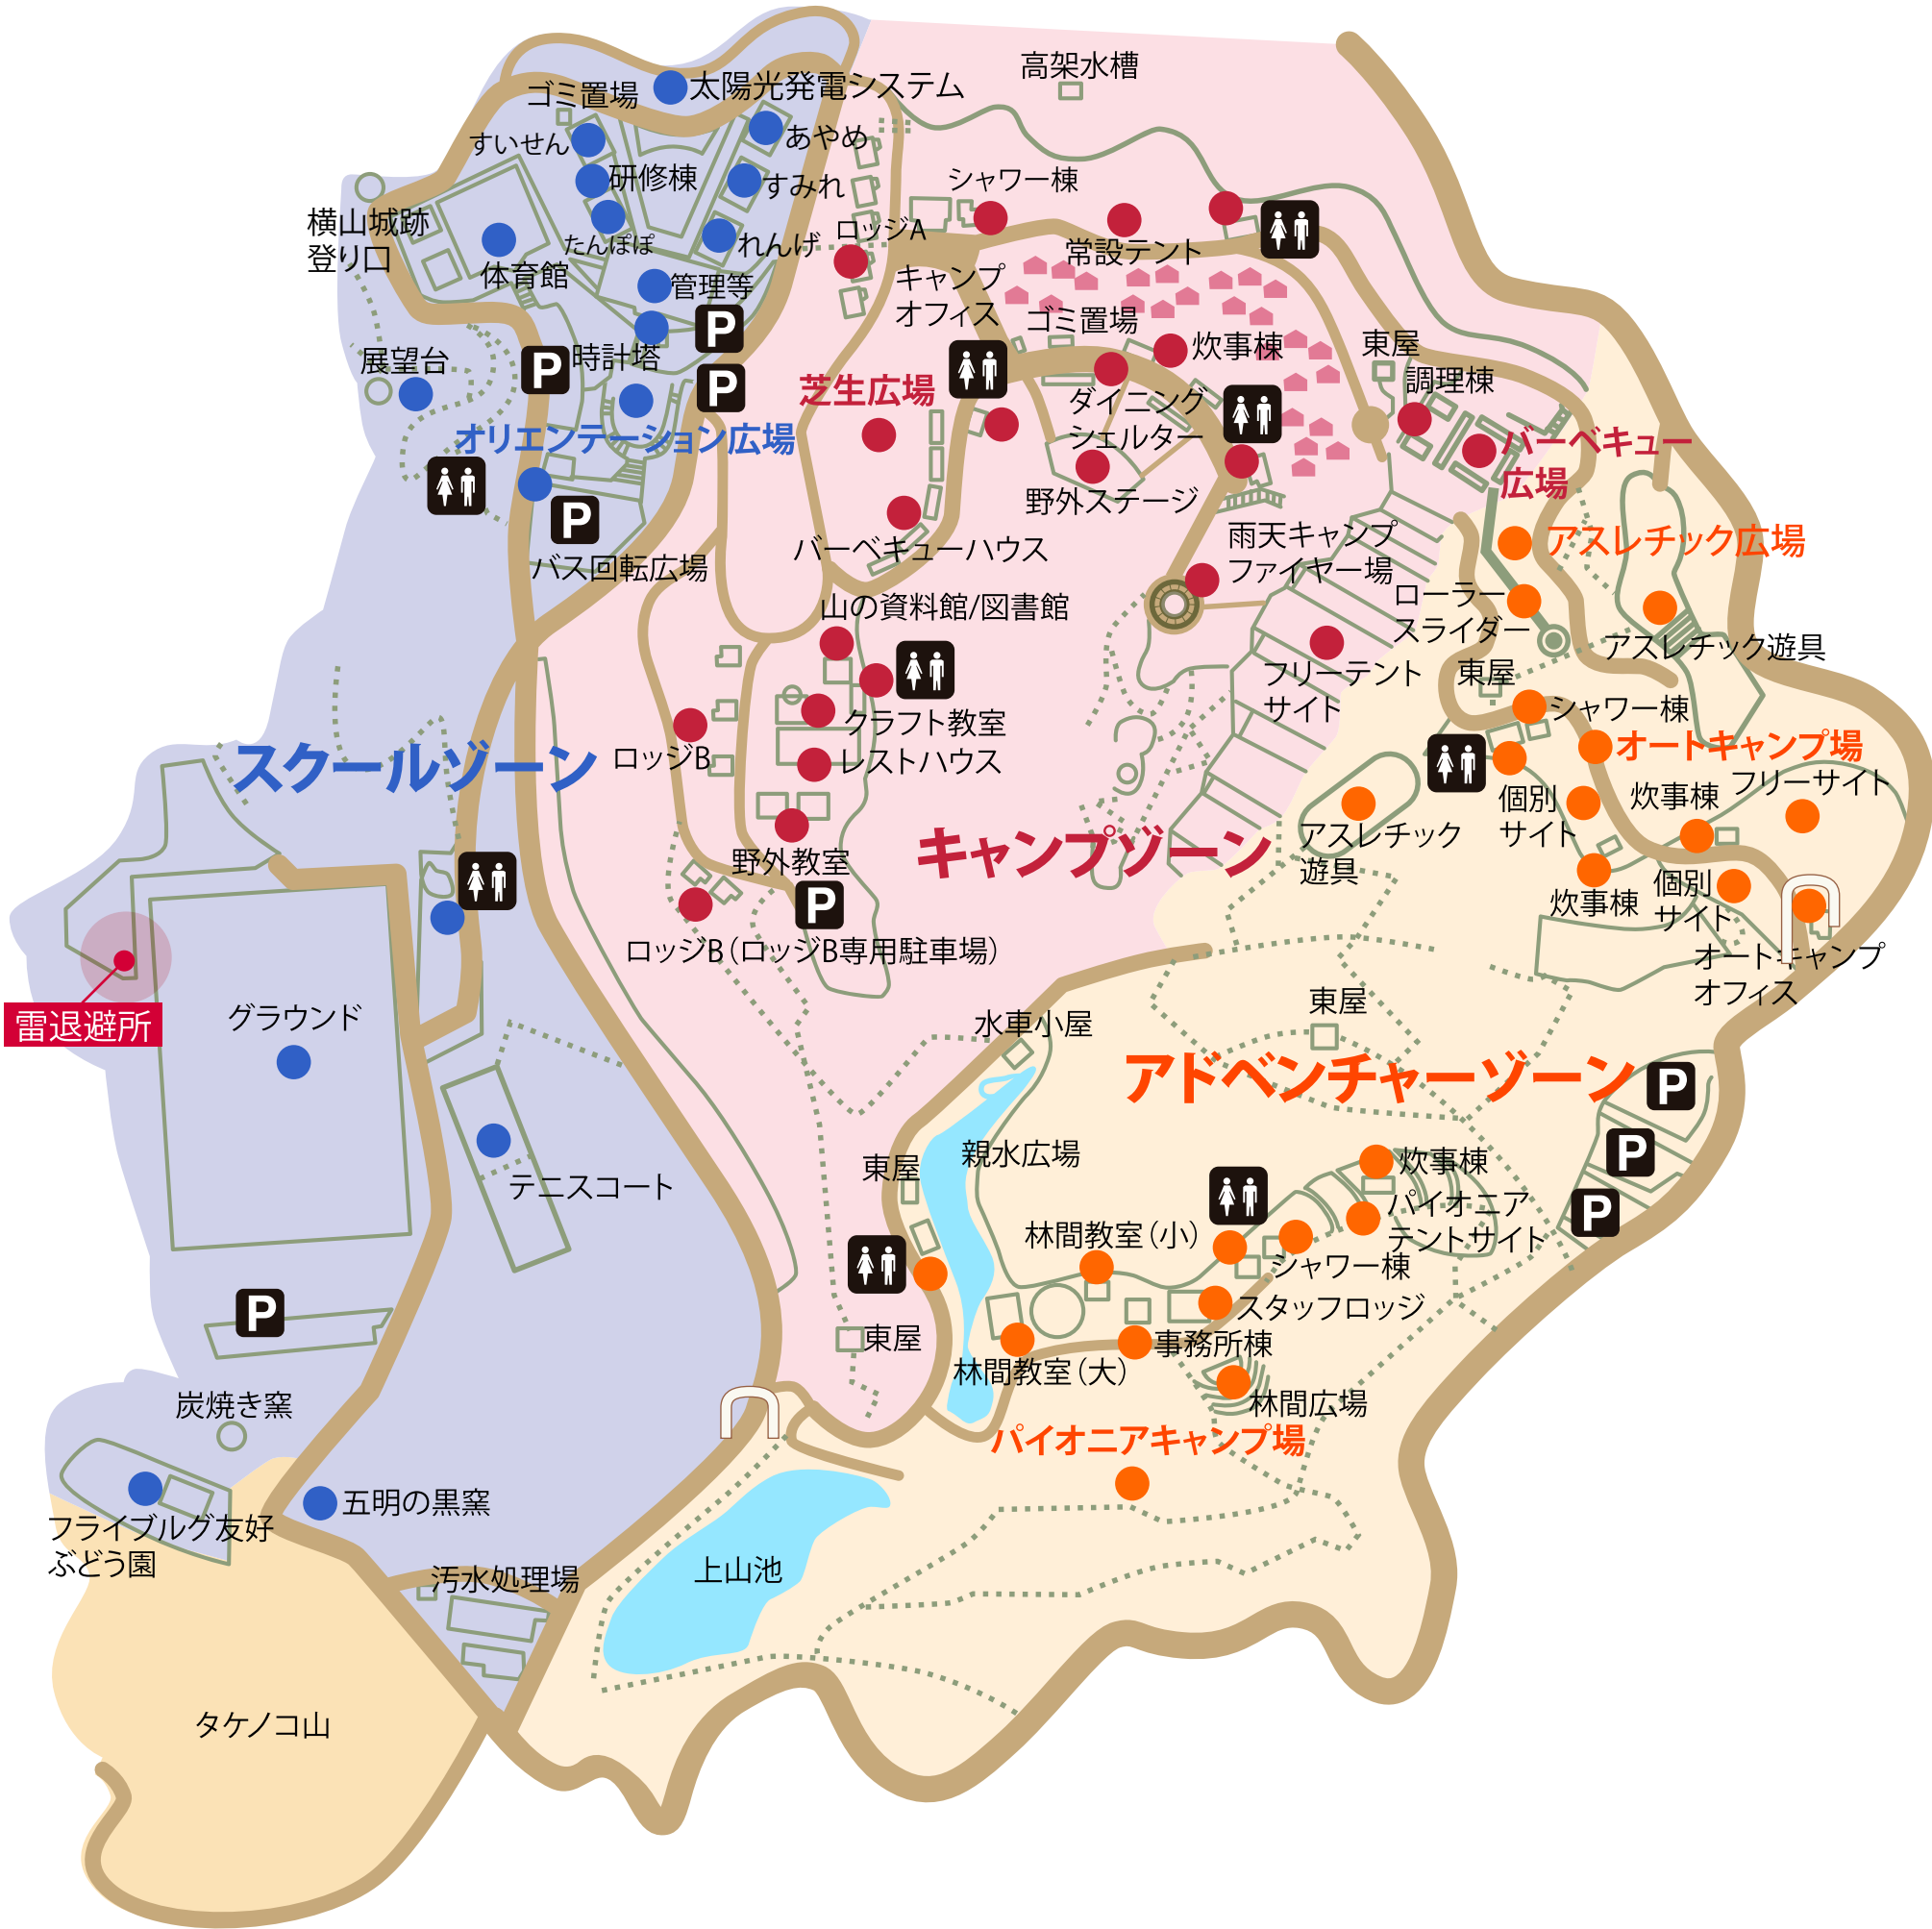 高架水槽
太陽光発電システム
ゴミ置場
あやめ
すいせん
研修棟
すみれ
シャワー棟
横山城跡
登り口
たんぽぽ
れんげ
ロッジA
常設テント
体育館
管理等
キャンプ
オフィス
P
ゴミ置場
炊事棟
東屋
展望台
P
時計塔
P
調理棟
芝生広場
ダイニング
シェルター
オリエンテーション広場
バーベキュー
広場
野外ステージ
P
バス回転広場
バーベキューハウス
雨天キャンプ
ファイヤー場
アスレチック広場
ローラー
スライダー
山の資料館/図書館
アスレチック遊具
フリーテント
サイト
東屋
シャワー棟
クラフト教室
オートキャンプ場
ロッジB
レストハウス
スクールゾーン
フリーサイト
個別
サイト
炊事棟
アスレチック
遊具
キャンプゾーン
野外教室
P
炊事棟
個別
サイト
ロッジB（ロッジB専用駐車場）
オートキャンプ
オフィス
雷退避所
グラウンド
水車小屋
東屋
アドベンチャーゾーン
P
親水広場
東屋
炊事棟
P
テニスコート
パイオニア
テントサイト
P
林間教室（小）
シャワー棟
P
スタッフロッジ
東屋
事務所棟
林間教室（大）
林間広場
炭焼き窯
パイオニアキャンプ場
五明の黒窯
フライブルグ友好
ぶどう園
汚水処理場
上山池
タケノコ山